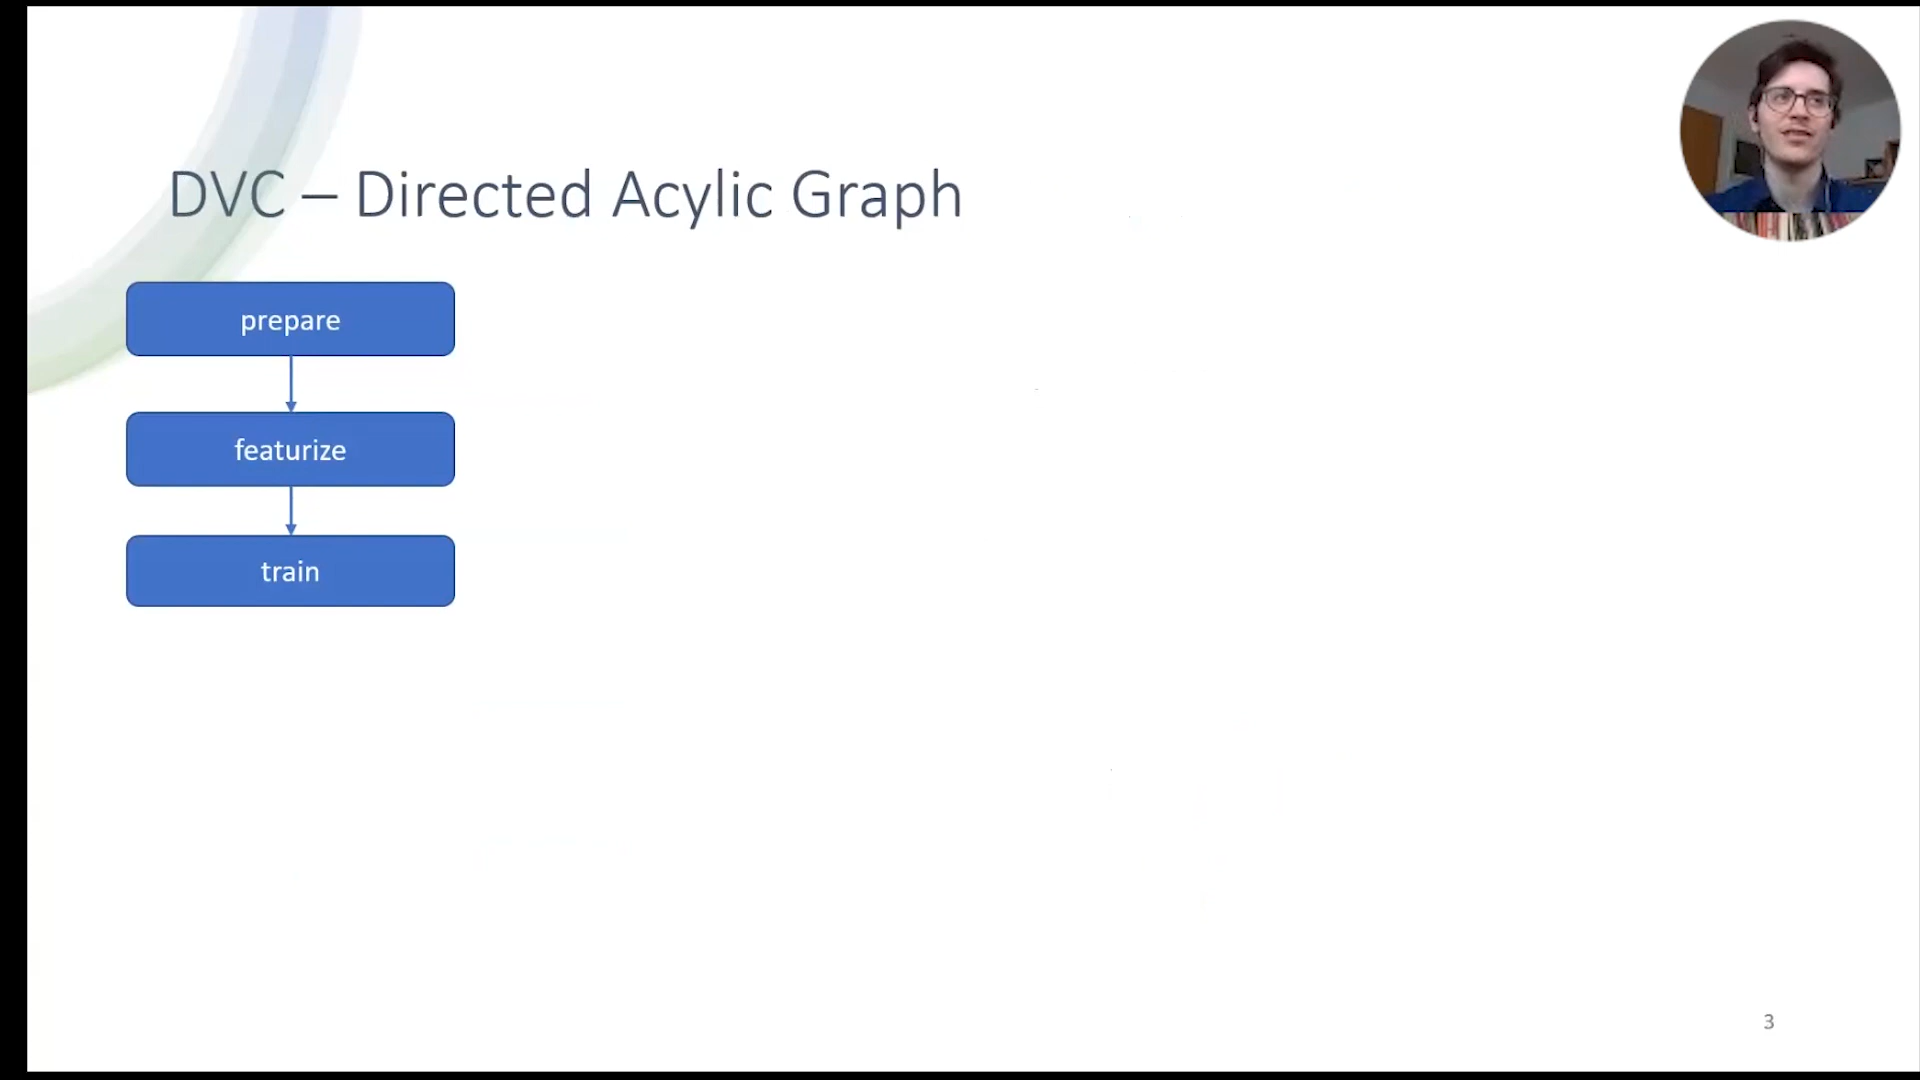 DVC – Directed Acylic Graph
prepare
featurize
train
3